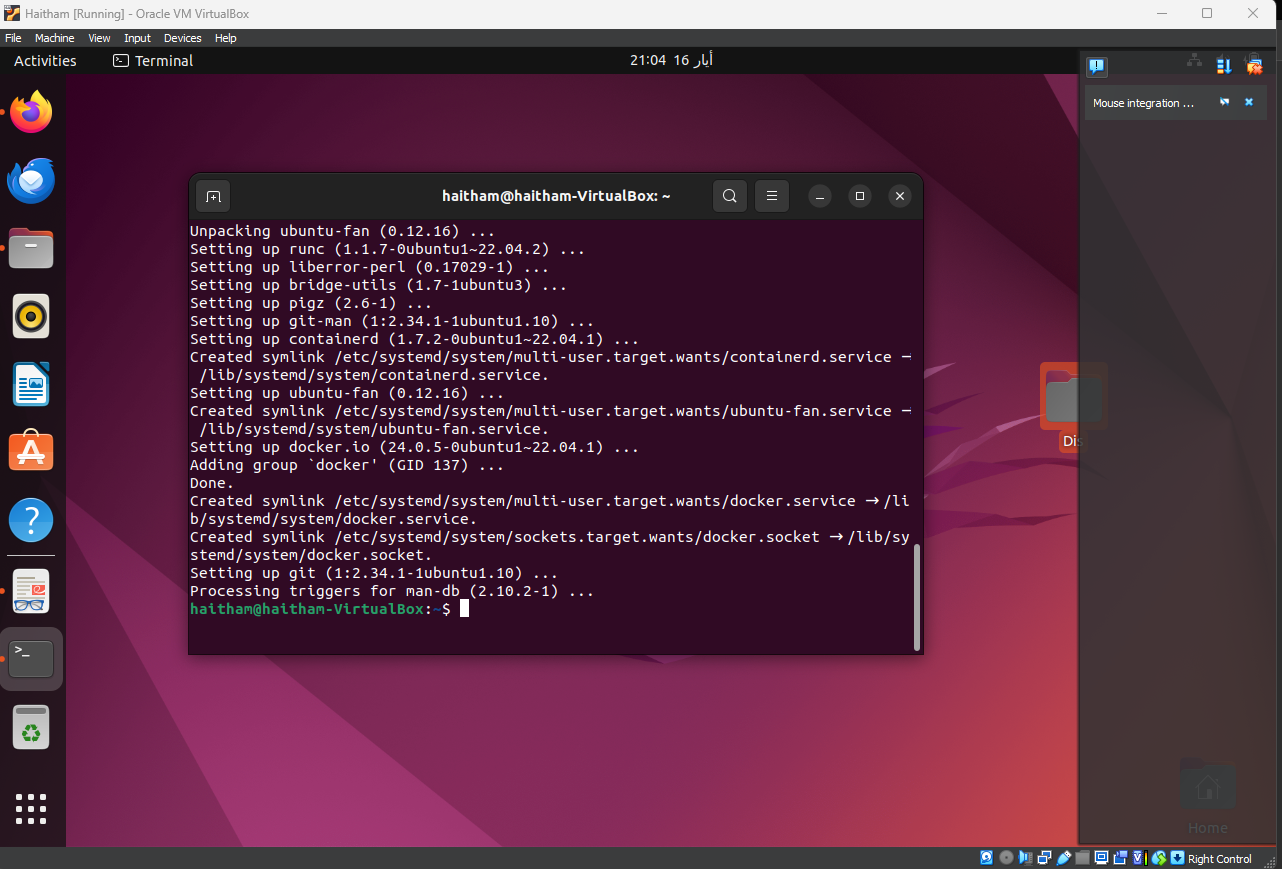 Haitham [Running] - Oracle VM VirtualBox
File Machine View Input Devices Help
Activities Terminal 21:04 16 أيار
Mouse integration ...
haitham@haitham-VirtualBox: ~
Unpacking ubuntu-fan (0.12.16) ...
Setting up runc (1.1.7-0ubuntu1~22.04.2) ...
Setting up liberror-perl (0.17029-1) ...
Setting up bridge-utils (1.7-1ubuntu3) ...
Setting up pigz (2.6-1) ...
Setting up git-man (1:2.34.1-1ubuntu1.10) ...
Setting up containerd (1.7.2-0ubuntu1~22.04.1) ...
Created symlink /etc/systemd/system/multi-user.target.wants/containerd.service →
/lib/systemd/system/containerd.service.
Setting up ubuntu-fan (0.12.16) ...
Created symlink /etc/systemd/system/multi-user.target.wants/ubuntu-fan.service →
/lib/systemd/system/ubuntu-fan.service.
Setting up docker.io (24.0.5-0ubuntu1~22.04.1) ...
Adding group `docker' (GID 137) ...
Done.
Created symlink /etc/systemd/system/multi-user.target.wants/docker.service → /li
b/systemd/system/docker.service.
Created symlink /etc/systemd/system/sockets.target.wants/docker.socket → /lib/sy
stemd/system/docker.socket.
Setting up git (1:2.34.1-1ubuntu1.10) ...
Processing triggers for man-db (2.10.2-1) ...
haitham@haitham-VirtualBox:~$
Dis
Home
Right Control